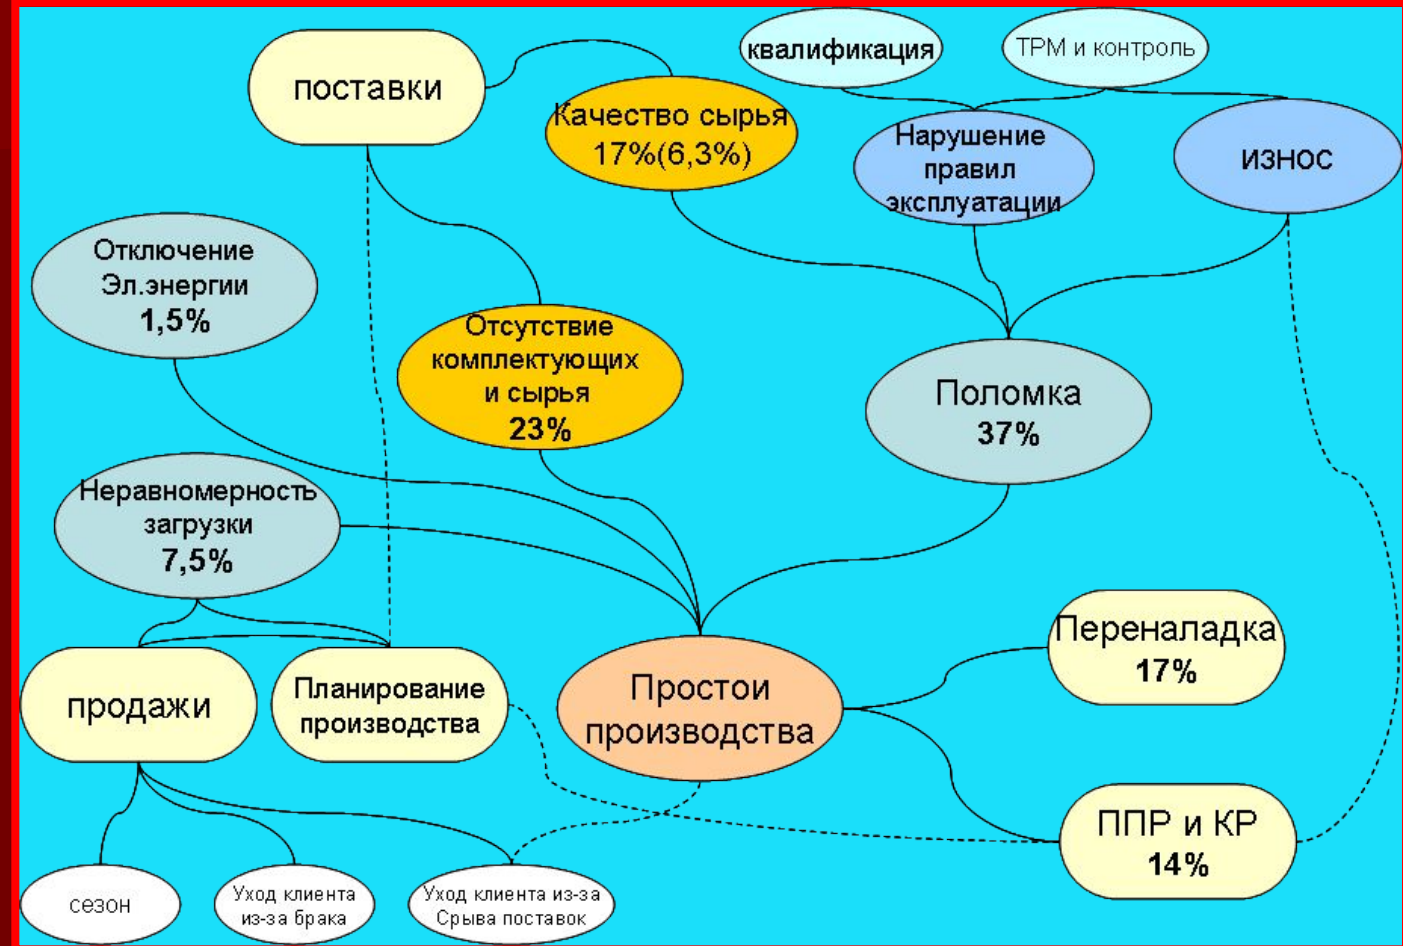 поставки
Качество сырья
17%(6,3%)
квалификация
ТРМ и контроль
Нарушение
правил
эксплуатации
износ
Отключение
Эл.энергии
1,5%
Отсутствие
комплектующих
и сырья
23%
Поломка
37%
Неравномерность
загрузки
7,5%
продажи
Планирование
производства
Простои
производства
Переналадка
17%
ППР и КР
14%
сезон
Уход клиента
из-за брака
Уход клиента из-за
Срыва поставок